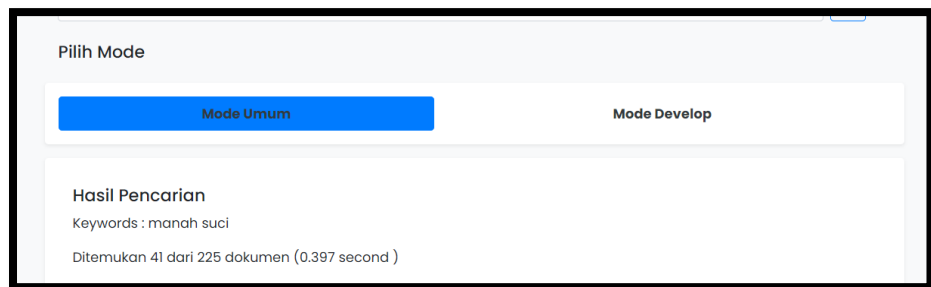 Pilih Mode
Mode Umum Mode Develop
Hasil Pencarian
Keywords : manah suci
Ditemukan 41 dari 225 dokumen (0.397 second )